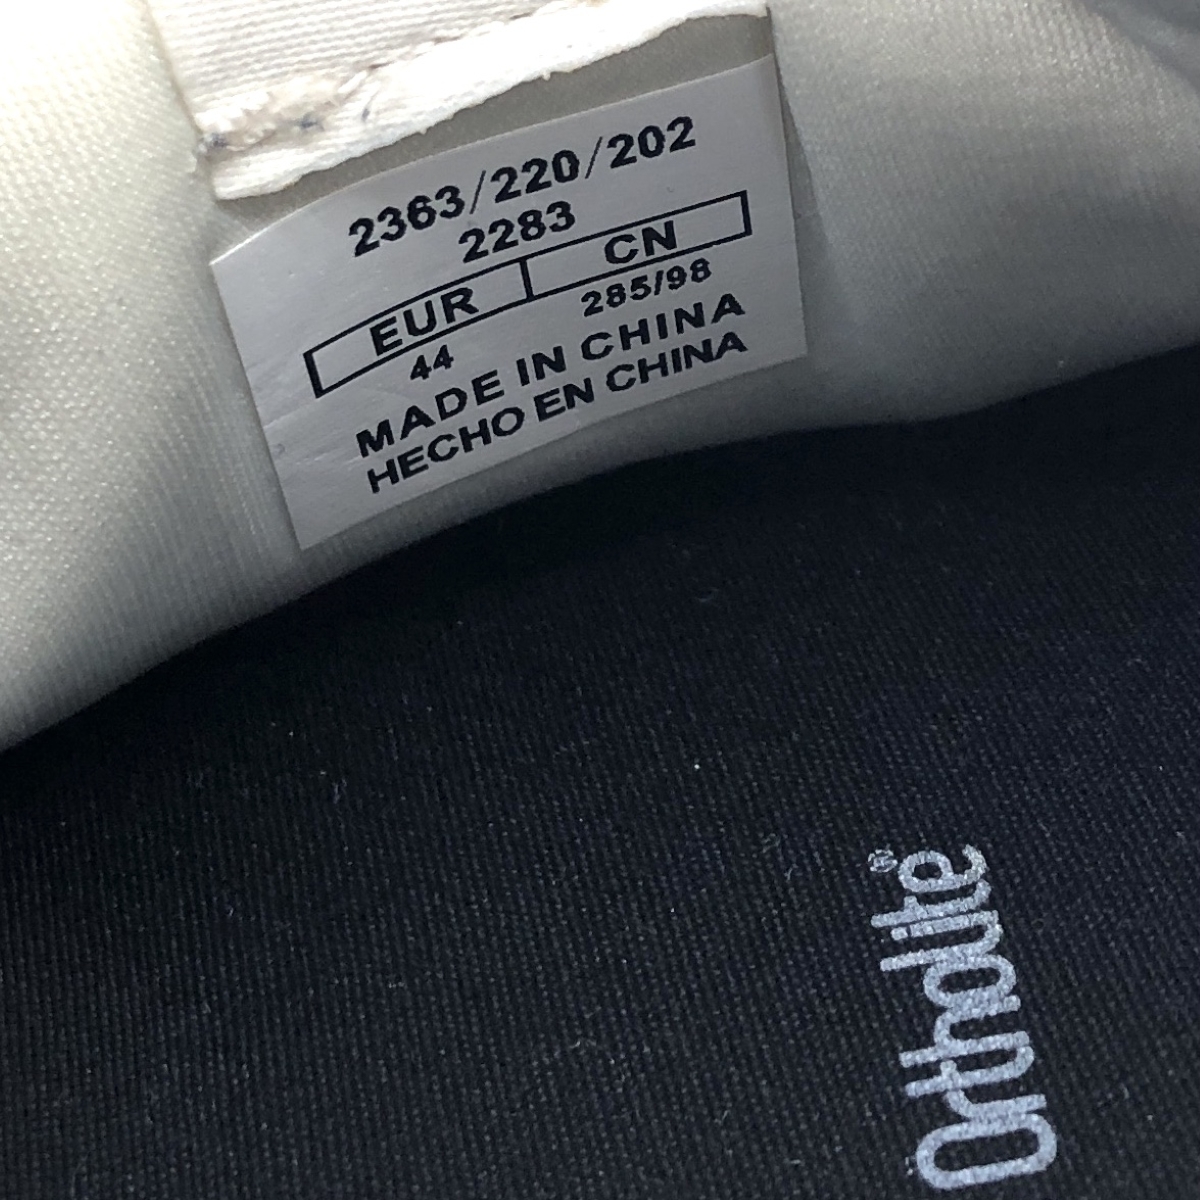 2363/220/202
2283
EUR CN
44 285/98
MADE IN CHINA
HECHO EN CHINA
Ortholite®